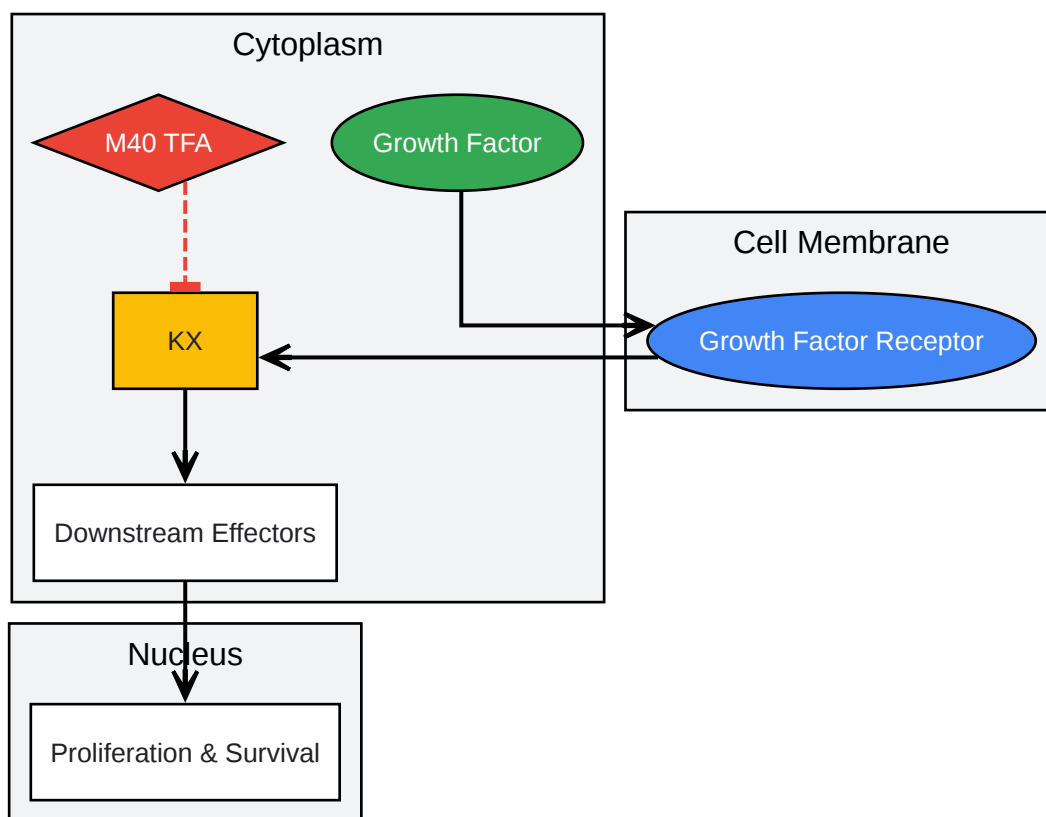 Cytoplasm
M40 TFA
Growth Factor
Cell Membrane
KX
Growth Factor Receptor
Downstream Effectors
Nucleus
Proliferation & Survival